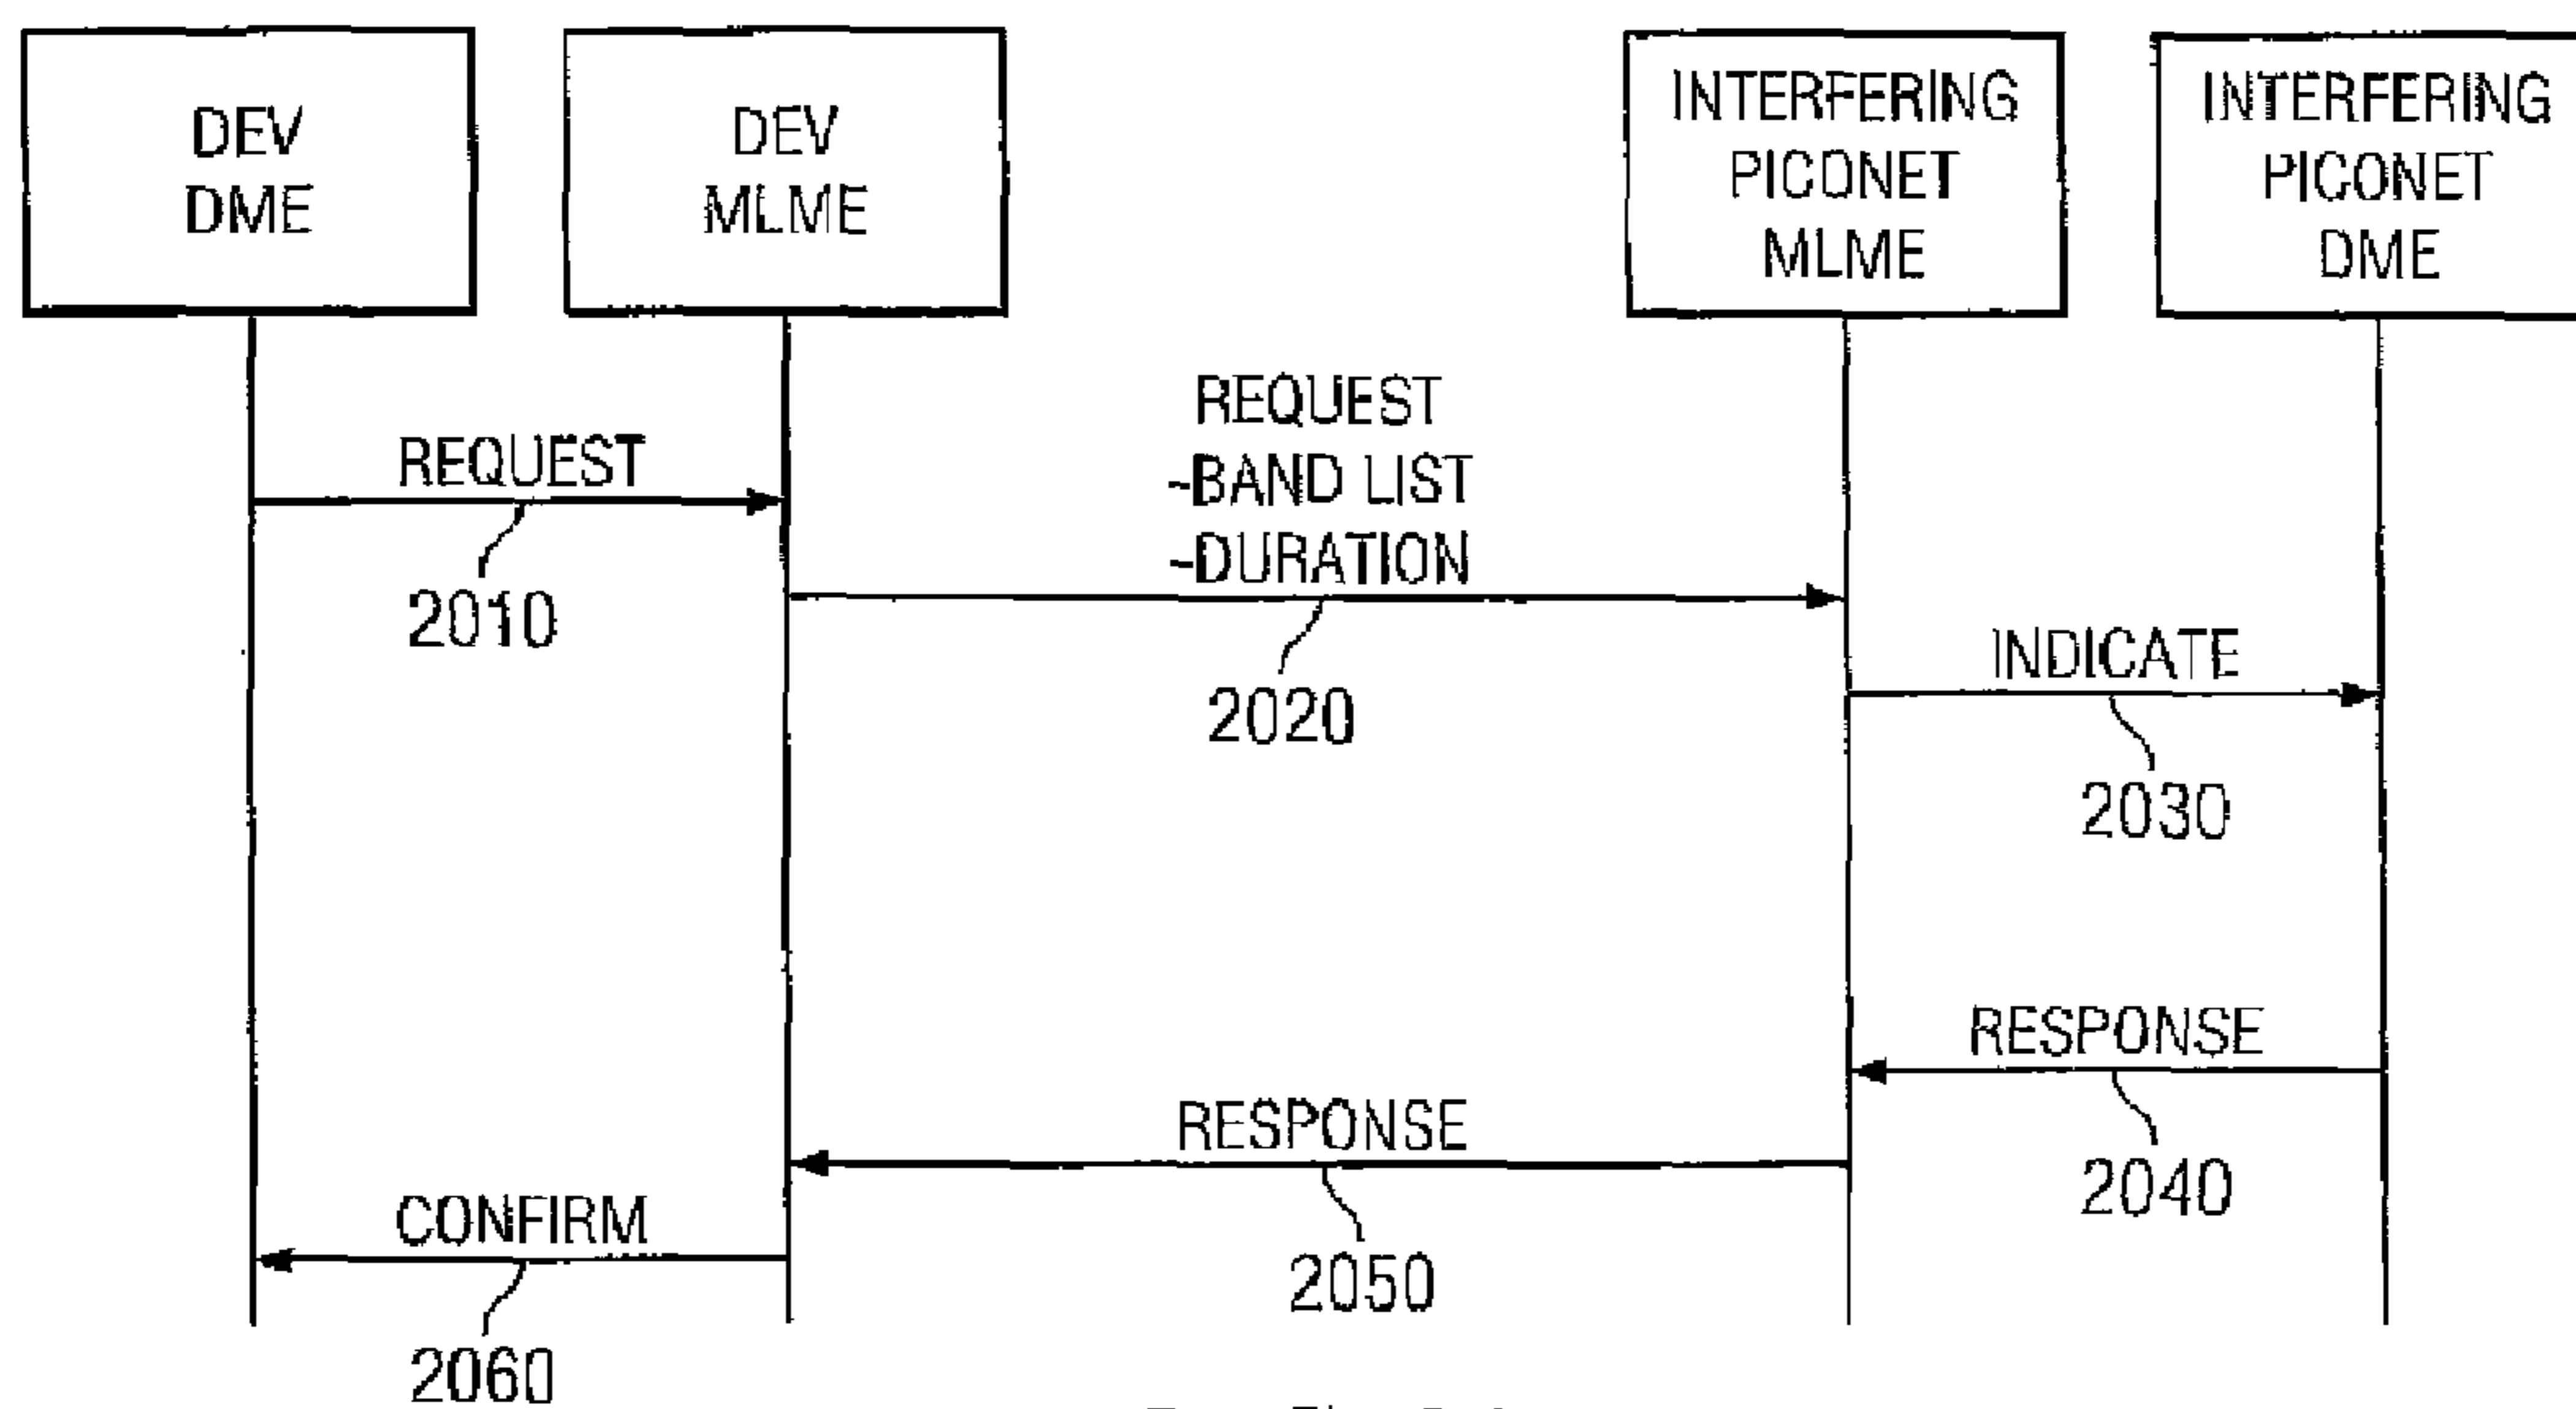 DEV
DME
DEV
MLME
INTERFERING
PICONET
MLME
INTERFERING
PICONET
DME
REQUEST
2010
REQUEST
-BAND LIST
-DURATION
2020
INDICATE
2030
RESPONSE
2040
RESPONSE
2050
CONFIRM
2060